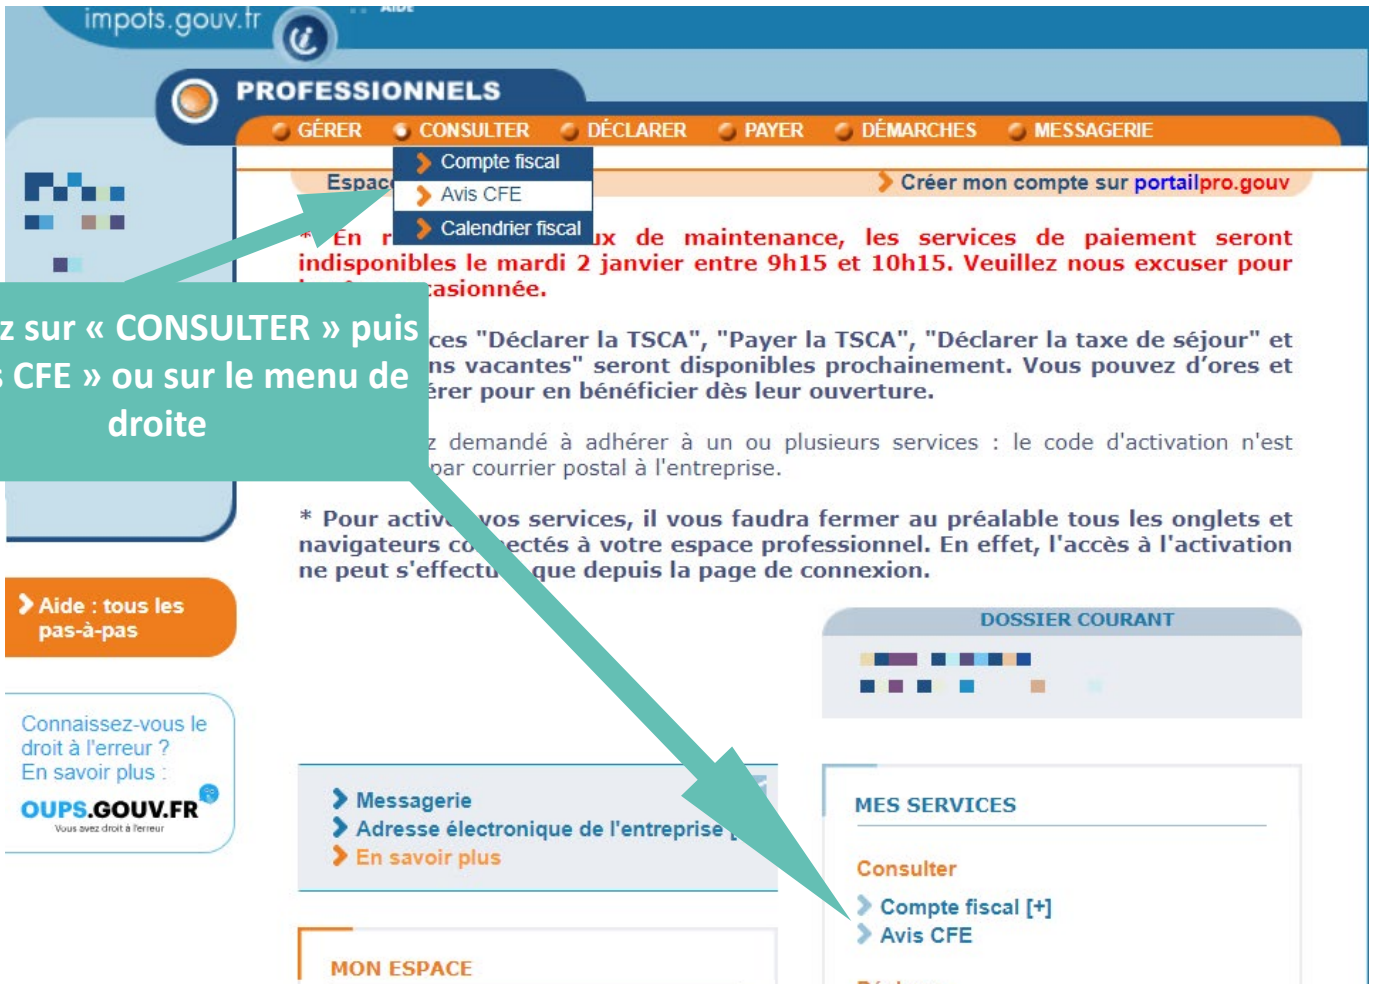 impots.gouv.fr
AIDE
PROFESSIONNELS
GÉRER CONSULTER DÉCLARER PAYER DÉMARCHES MESSAGERIE
Compte fiscal
Avis CFE
Calendrier fiscal
Espac
Créer mon compte sur portailpro.gouv
* En r ux de maintenance, les services de paiement seront
indisponibles le mardi 2 janvier entre 9h15 et 10h15. Veuillez nous excuser pour
casionnée.
z sur « CONSULTER » puis
s CFE » ou sur le menu de
droite
ces "Déclarer la TSCA", "Payer la TSCA", "Déclarer la taxe de séjour" et
ns vacantes" seront disponibles prochainement. Vous pouvez d’ores et
érer pour en bénéficier dès leur ouverture.
z demandé à adhérer à un ou plusieurs services : le code d'activation n'est
par courrier postal à l'entreprise.
* Pour active vos services, il vous faudra fermer au préalable tous les onglets et
navigateurs co ectés à votre espace professionnel. En effet, l'accès à l'activation
ne peut s'effectu que depuis la page de connexion.
Aide : tous les
pas-à-pas
DOSSIER COURANT
Connaissez-vous le
droit à l'erreur ?
En savoir plus :
OUPS.GOUV.FR
Vous avez droit à l'erreur
Messagerie
Adresse électronique de l'entreprise [
En savoir plus
MON ESPACE
MES SERVICES
Consulter
Compte fiscal [+]
Avis CFE